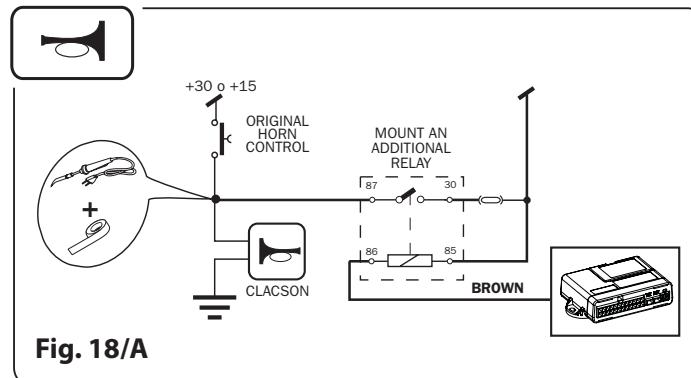 +30 o +15
ORIGINAL
HORN
CONTROL
MOUNT AN
ADDITIONAL
RELAY
87
30
+
86
85
CLACSON
BROWN
Fig. 18/A